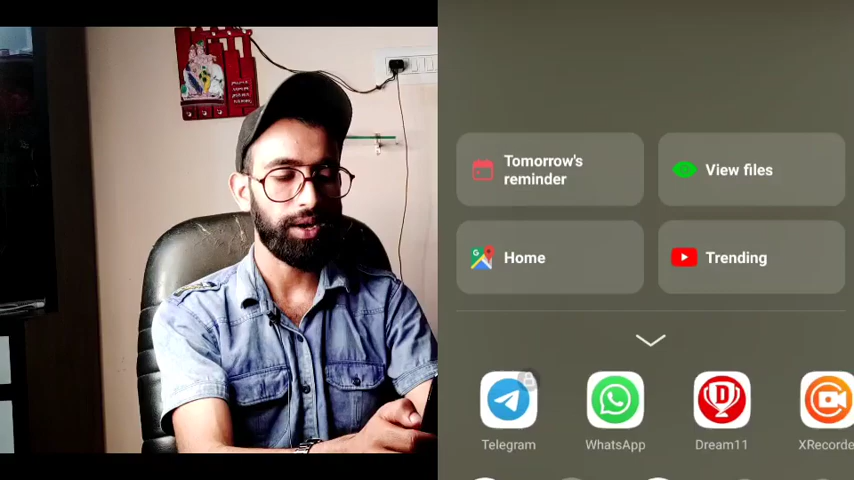 Tomorrow's
reminder
View files
Home
Trending
Telegram
WhatsApp
Dream11
XRecorde